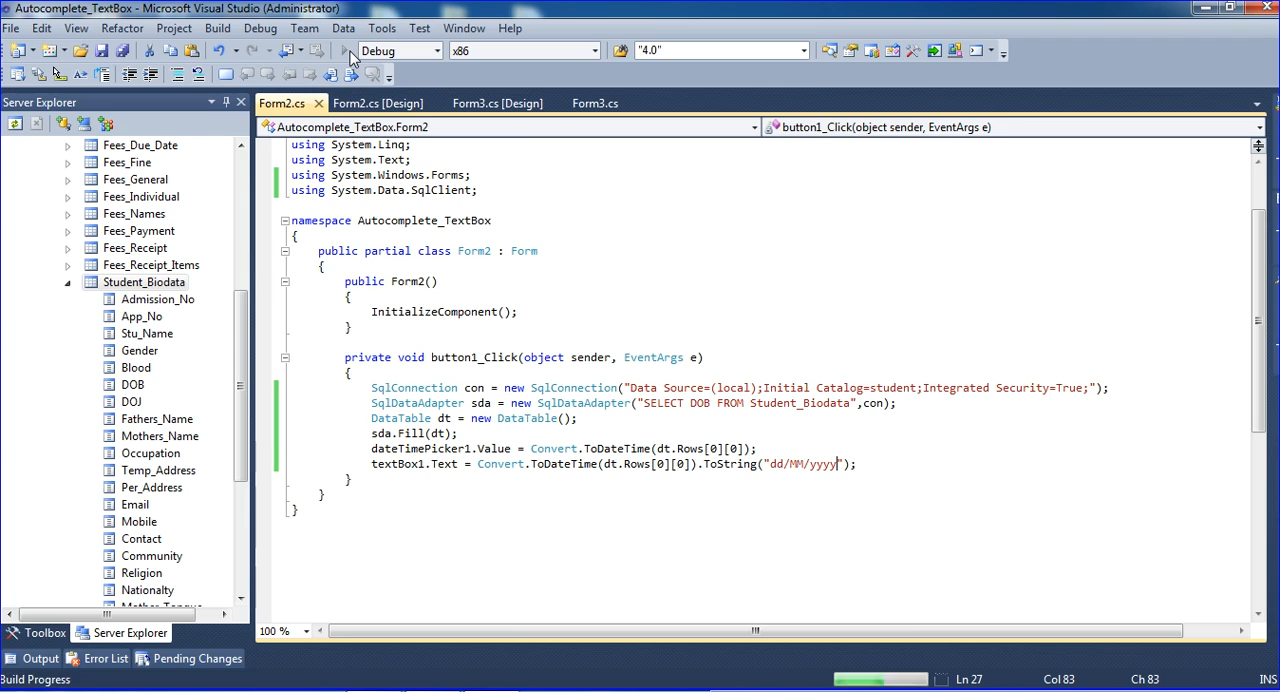 Autocomplete_TextBox - Microsoft Visual Studio (Administrator)
File Edit View Refactor Project Build Debug Team Data Tools Test Window Help
Debug x86 "4.0"
Server Explorer
Form2.cs Form2.cs [Design] Form3.cs [Design] Form3.cs
Autocomplete_TextBox.Form2 button1_Click(object sender, EventArgs e)
Fees_Due_Date
Fees_Fine
Fees_General
Fees_Individual
Fees_Names
Fees_Payment
Fees_Receipt
Fees_Receipt_Items
Student_Biodata
Admission_No
App_No
Stu_Name
Gender
Blood
DOB
DOJ
Fathers_Name
Mothers_Name
Occupation
Temp_Address
Per_Address
Email
Mobile
Contact
Community
Religion
Nationalty
Mother_Tongue
using System.Linq;
using System.Text;
using System.Windows.Forms;
using System.Data.SqlClient;
namespace Autocomplete_TextBox
{
public partial class Form2 : Form
{
public Form2()
{
InitializeComponent();
}
private void button1_Click(object sender, EventArgs e)
{
SqlConnection con = new SqlConnection("Data Source=(local);Initial Catalog=student;Integrated Security=True;");
SqlDataAdapter sda = new SqlDataAdapter("SELECT DOB FROM Student_Biodata",con);
DataTable dt = new DataTable();
sda.Fill(dt);
dateTimePicker1.Value = Convert.ToDateTime(dt.Rows[0][0]);
textBox1.Text = Convert.ToDateTime(dt.Rows[0][0]).ToString("dd/MM/yyyy");
}
}
}
100 %
Toolbox Server Explorer
Output Error List Pending Changes
Build Progress Ln 27 Col 83 Ch 83 INS